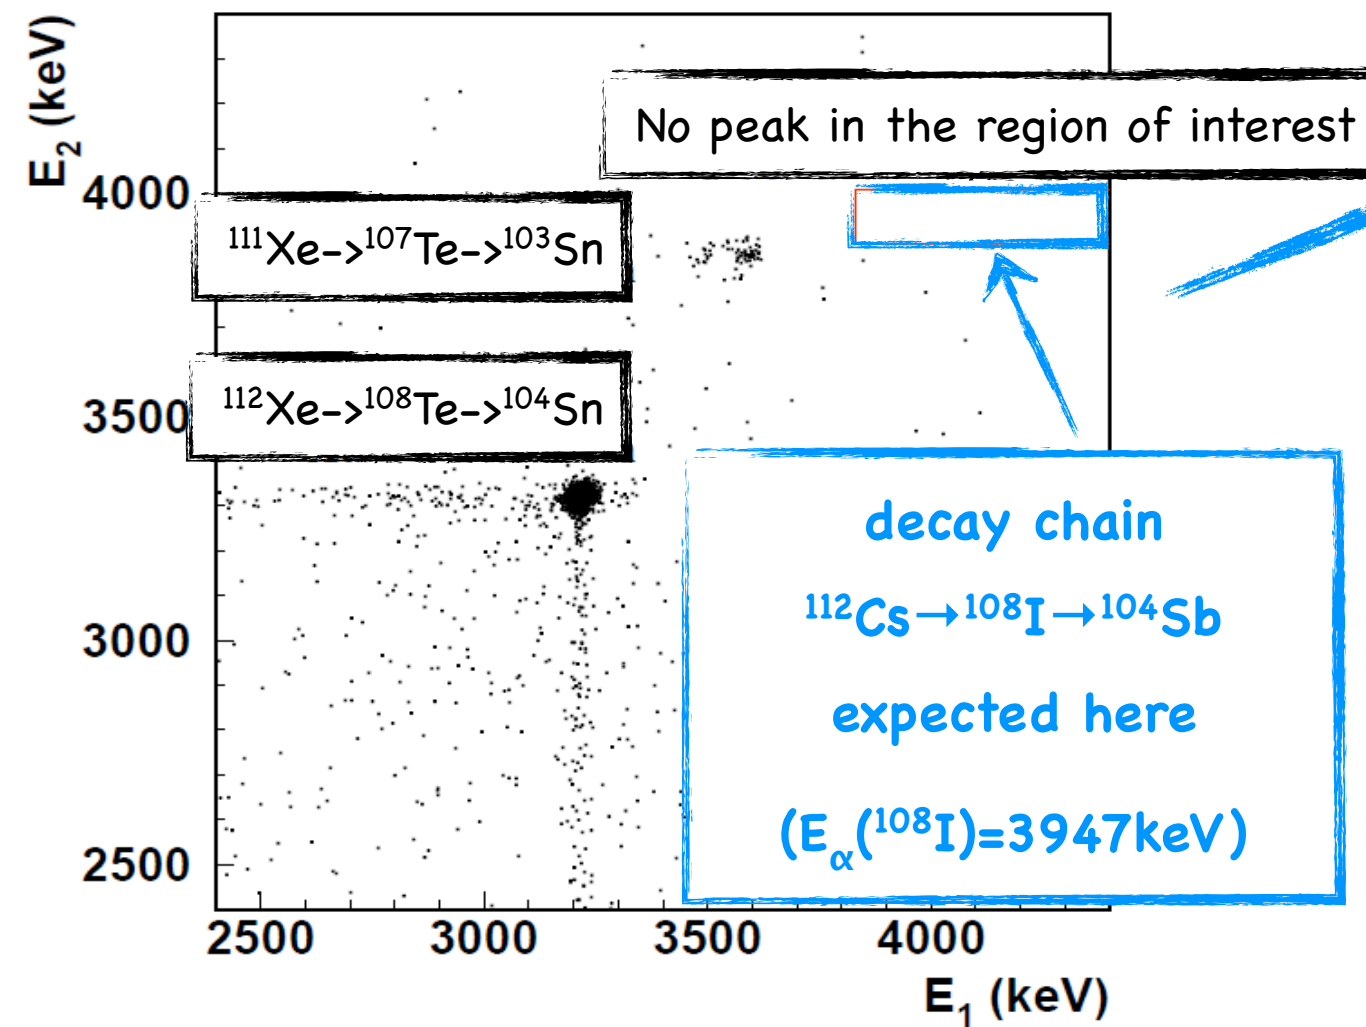 E₂ (keV)
No peak in the region of interest
4000
¹¹¹Xe->¹⁰⁷Te->¹⁰³Sn
¹¹²Xe->¹⁰⁸Te->¹⁰⁴Sn
3500
decay chain
¹¹²Cs→¹⁰⁸I→¹⁰⁴Sb
expected here
(Eα(¹⁰⁸I)=3947keV)
3000
2500
2500 3000 3500 4000
E₁ (keV)